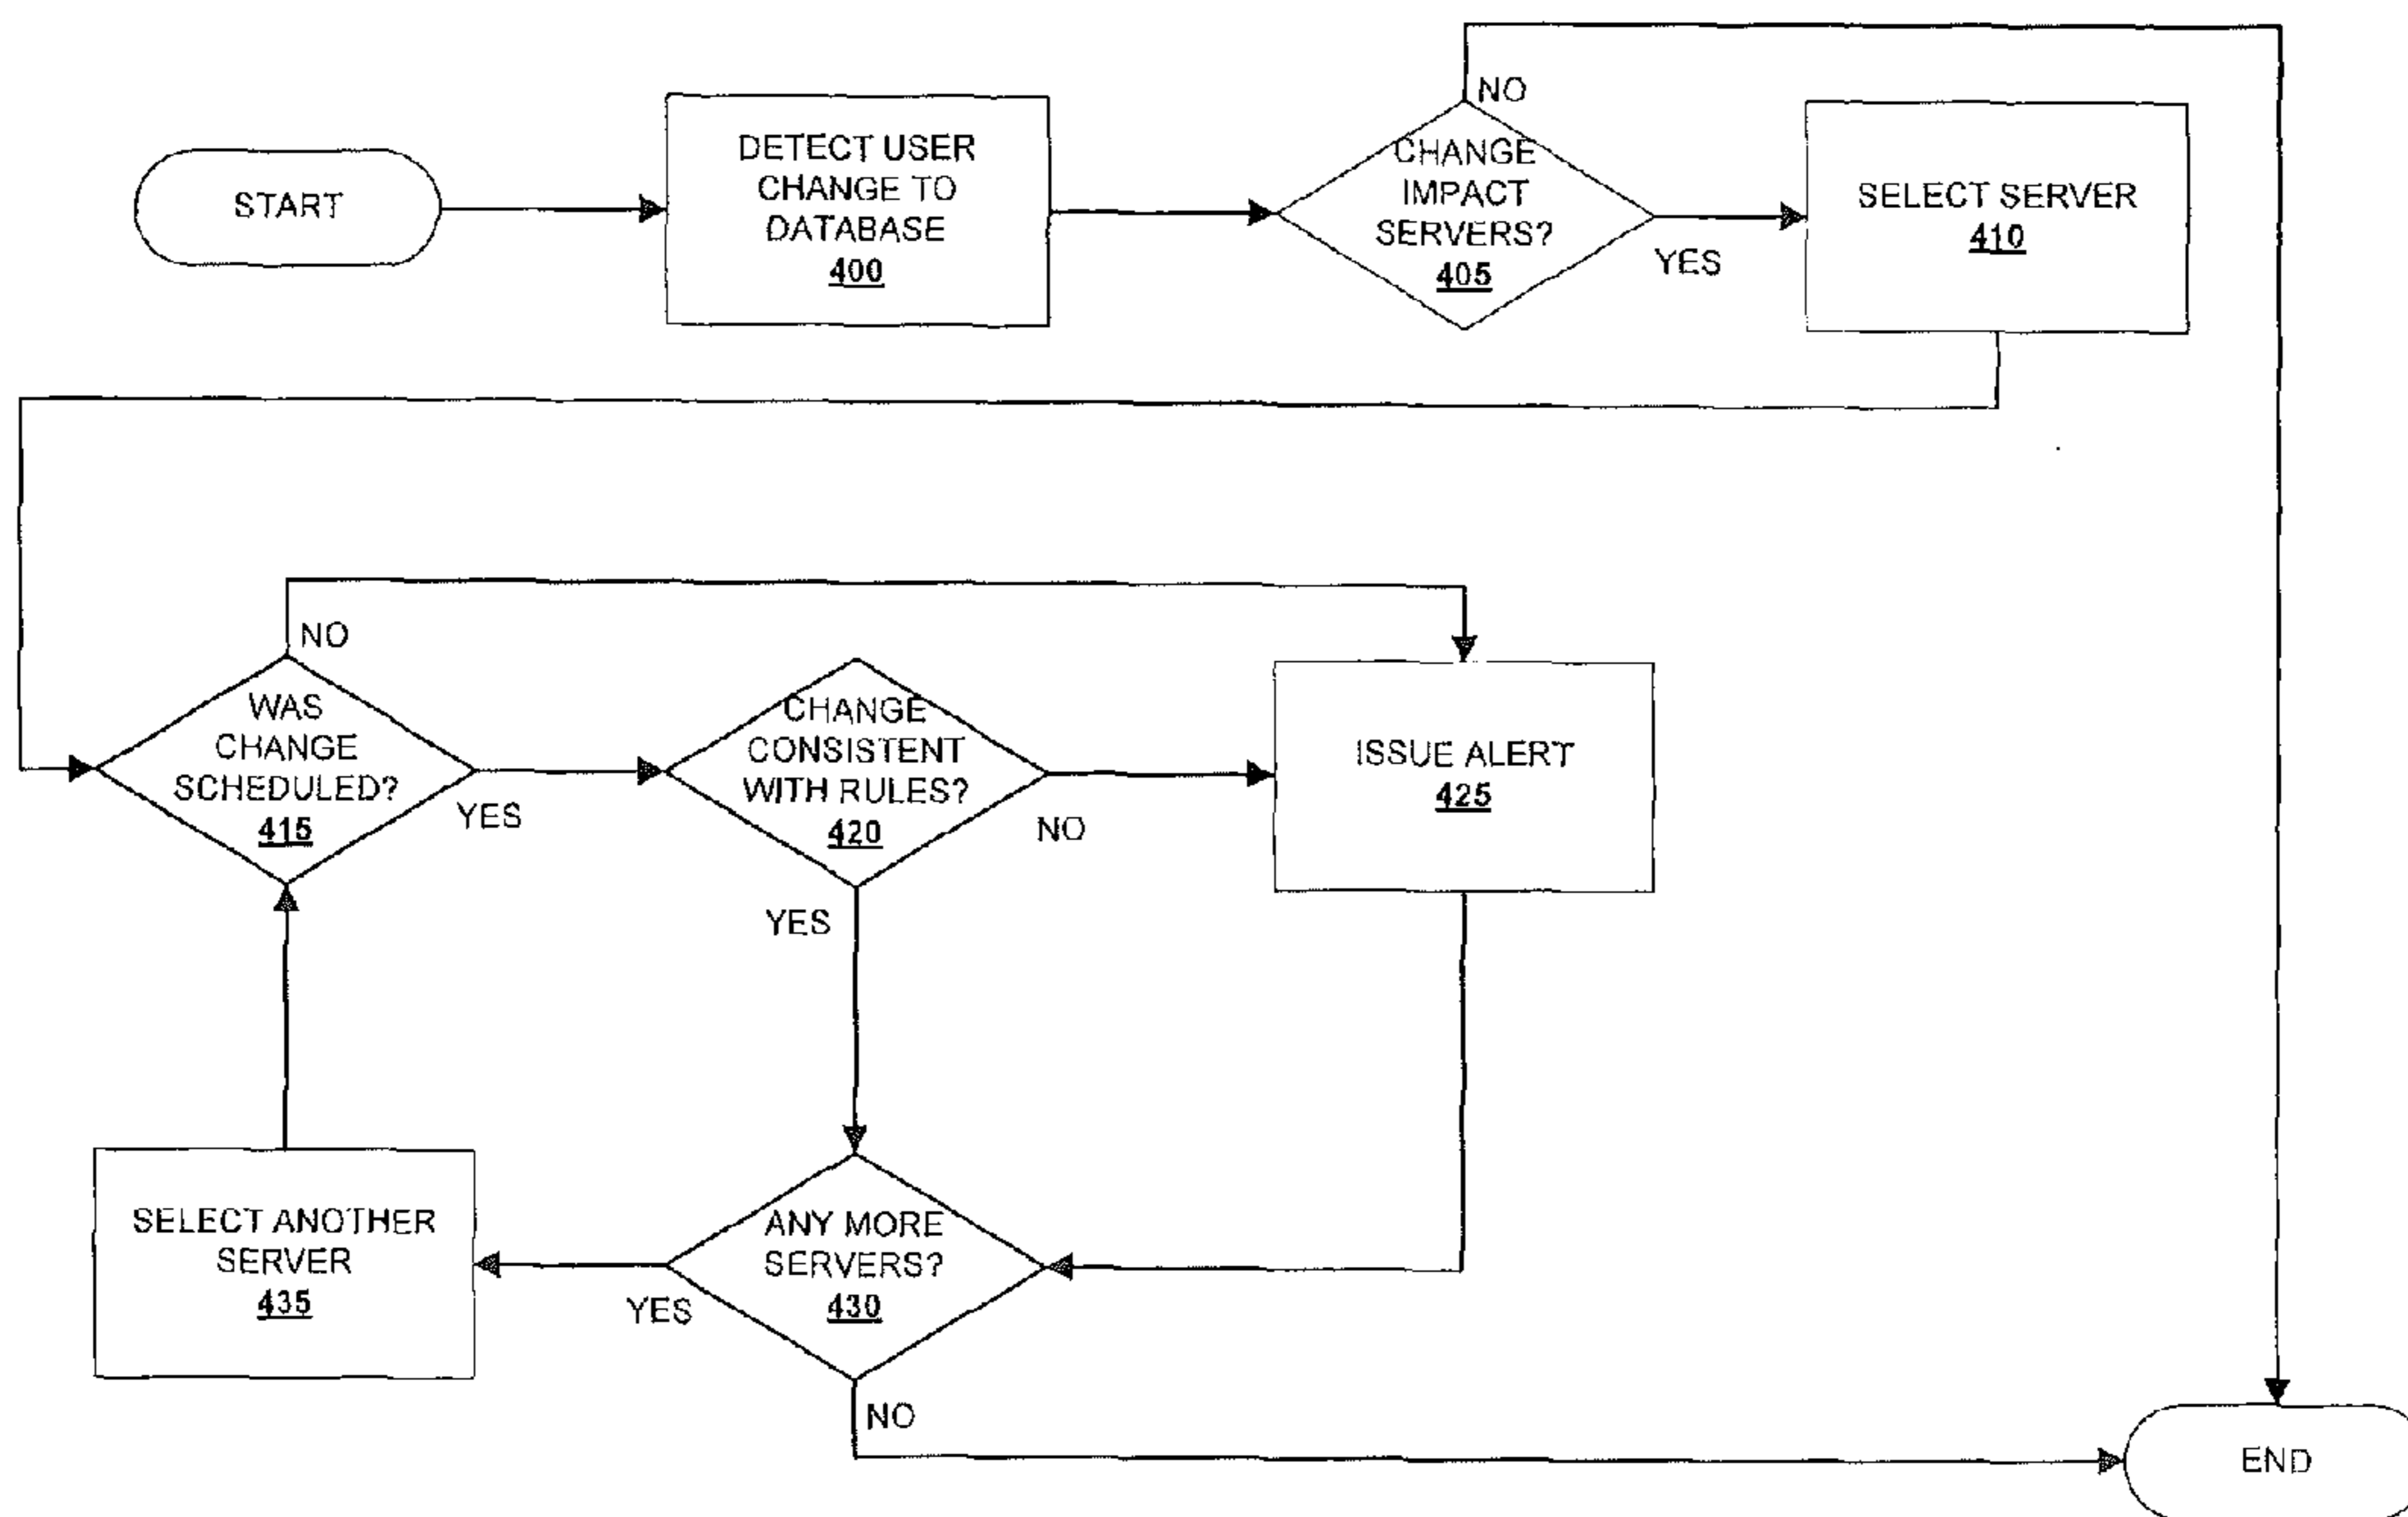 START
DETECT USER
CHANGE TO
DATABASE
400
NO
CHANGE
IMPACT
SERVERS?
405
YES
SELECT SERVER
410
NO
WAS
CHANGE
SCHEDULED?
415
YES
CHANGE
CONSISTENT
WITH RULES?
420
NO
YES
ISSUE ALERT
425
SELECT ANOTHER
SERVER
435
ANY MORE
SERVERS?
430
YES
NO
END